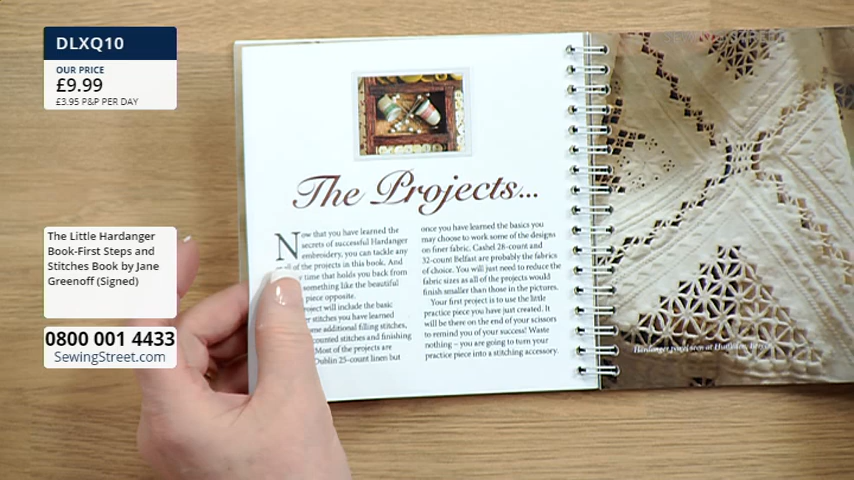 DLXQ10
OUR PRICE
£9.99
£3.95 P&P PER DAY
The Little Hardanger
Book-First Steps and
Stitches Book by Jane
Greenoff (Signed)
0800 001 4433
SewingStreet.com
The Projects...
Now that you have learned the
secrets of successful Hardanger
embroidery, you can tackle any
of the projects in this book. And
time that holds you back from
something like the beautiful
piece opposite.
project will include the basic
stitches you have learned
some additional filling stitches,
counted stitches and finishing
Most of the projects are
Dublin 25-count linen but
once you have learned the basics you
may choose to work some of the designs
on finer fabric. Cashel 28-count and
32-count Belfast are probably the fabrics
of choice. You will just need to reduce the
fabric sizes as all of the projects would
finish smaller than those in the pictures.
Your first project is to use the little
practice piece you have just created. It
will be there on the end of your scissors
to remind you of your success! Waste
nothing – you are going to turn your
practice piece into a stitching accessory.
Hardanger panel seen at